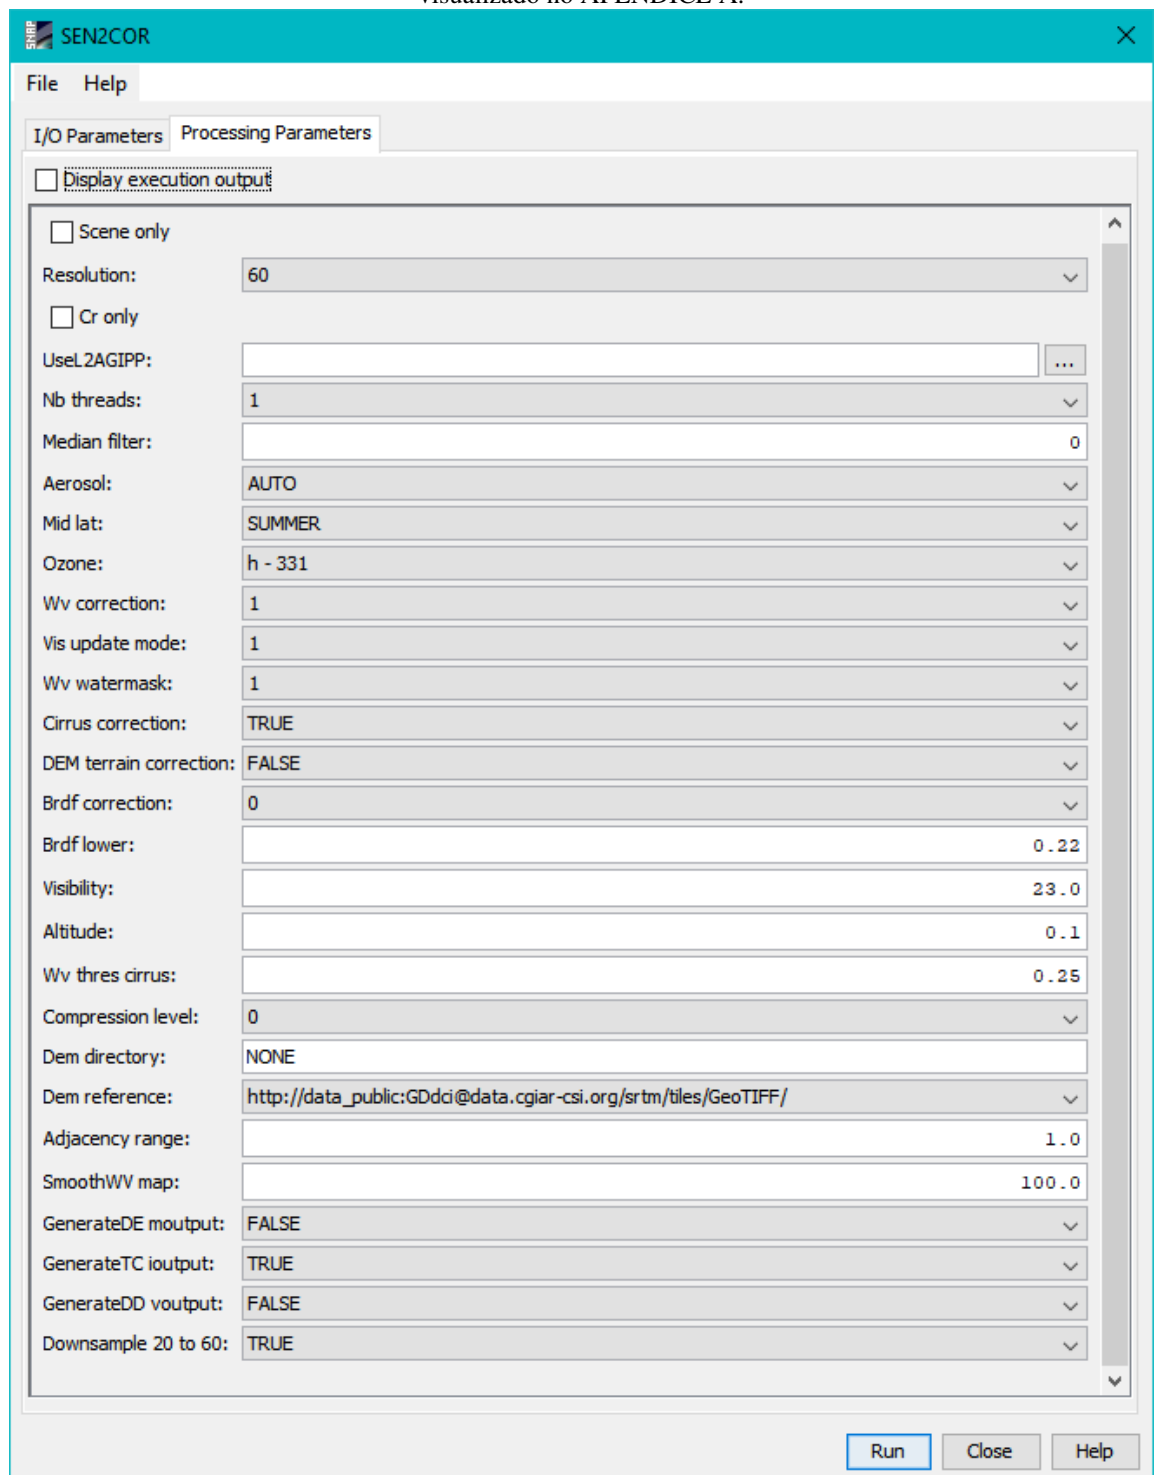 visualizado no APÊNDICE A.
SNAP SEN2COR
File Help
I/O Parameters Processing Parameters
Display execution output
Scene only
Resolution: 60
Cr only
UseL2AGIPP: ...
Nb threads: 1
Median filter: 0
Aerosol: AUTO
Mid lat: SUMMER
Ozone: h - 331
Wv correction: 1
Vis update mode: 1
Wv watermask: 1
Cirrus correction: TRUE
DEM terrain correction: FALSE
Brdf correction: 0
Brdf lower: 0.22
Visibility: 23.0
Altitude: 0.1
Wv thres cirrus: 0.25
Compression level: 0
Dem directory: NONE
Dem reference: http://data_public:GDdci@data.cgiar-csi.org/srtm/tiles/GeoTIFF/
Adjacency range: 1.0
SmoothWV map: 100.0
GenerateDE moutput: FALSE
GenerateTC ioutput: TRUE
GenerateDD voutput: FALSE
Downsample 20 to 60: TRUE
Run Close Help